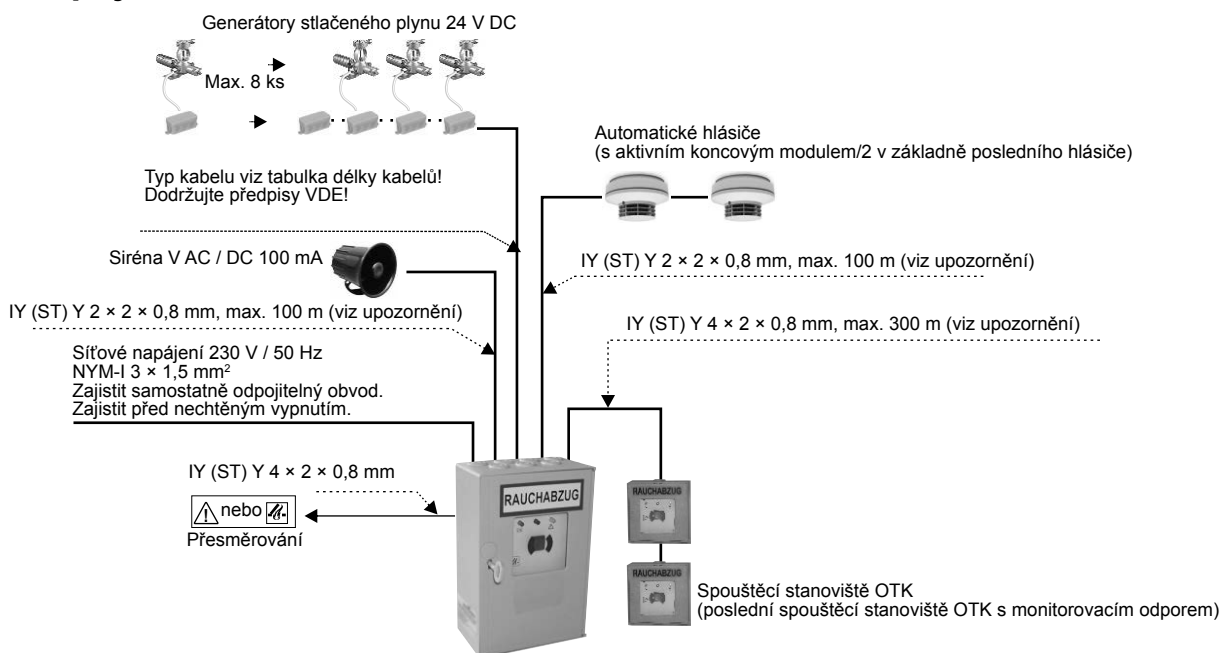 Generátory stlačeného plynu 24 V DC
Max. 8 ks
Automatické hlásiče
(s aktivním koncovým modulem/2 v základně posledního hlásiče)
Typ kabelu viz tabulka délky kabelů!
Dodržujte předpisy VDE!
Siréna V AC / DC 100 mA
IY (ST) Y 2 × 2 × 0,8 mm, max. 100 m (viz upozornění)
IY (ST) Y 2 × 2 × 0,8 mm, max. 100 m (viz upozornění)
IY (ST) Y 4 × 2 × 0,8 mm, max. 300 m (viz upozornění)
Síťové napájení 230 V / 50 Hz
NYM-I 3 × 1,5 mm²
Zajistit samostatně odpojitelný obvod.
Zajistit před nechtěným vypnutím.
IY (ST) Y 4 × 2 × 0,8 mm
nebo
Přesměrování
RAUCHABZUG
RAUCHABZUG
RAUCHABZUG
Spouštěcí stanoviště OTK
(poslední spouštěcí stanoviště OTK s monitorovacím odporem)